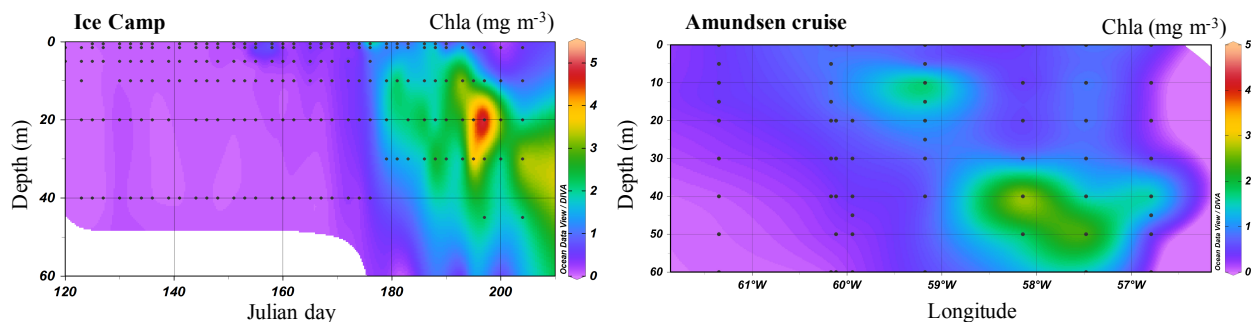 Ice Camp
Chla (mg m-3)
Depth (m)
0
20
40
60
120
140
160
180
200
Julian day
Ocean Data View / DIVA
5
4
3
2
1
0
Amundsen cruise
Chla (mg m-3)
Depth (m)
0
10
20
30
40
50
60
61°W
60°W
59°W
58°W
57°W
Longitude
Ocean Data View / DIVA
5
4
3
2
1
0